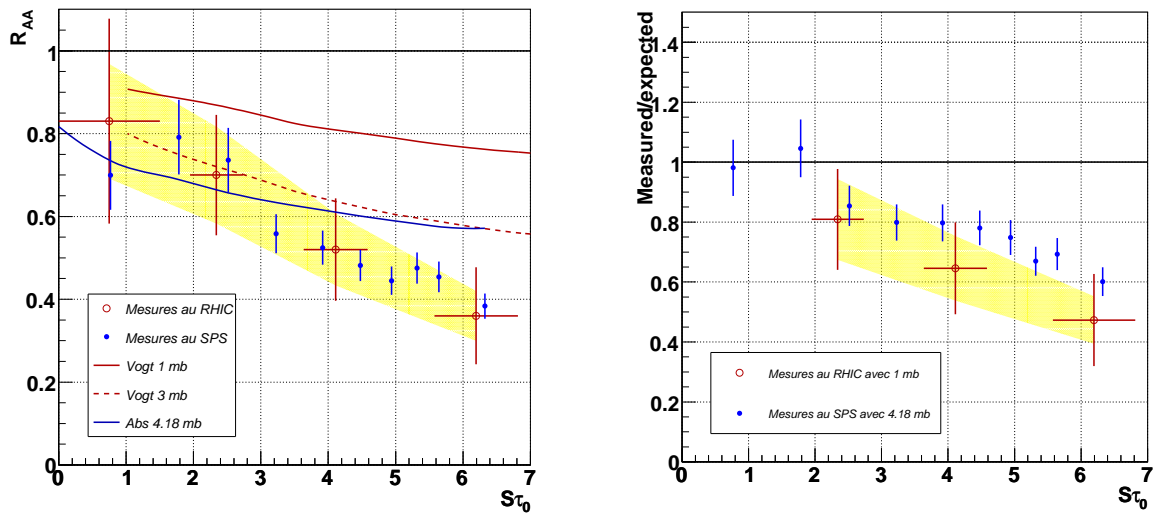 R_AA
1
0.8
0.6
0.4
0.2
0
Mesures au RHIC
Mesures au SPS
Vogt 1 mb
Vogt 3 mb
Abs 4.18 mb
0 1 2 3 4 5 6 7
Sτ_0
Measured/expected
1.4
1.2
1
0.8
0.6
0.4
0.2
0
Mesures au RHIC avec 1 mb
Mesures au SPS avec 4.18 mb
0 1 2 3 4 5 6 7
Sτ_0